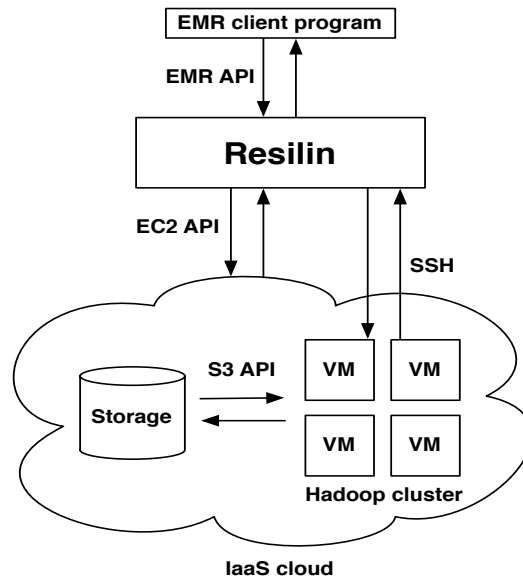 EMR client program
EMR API
Resilin
EC2 API
SSH
S3 API
Storage
VM
VM
VM
VM
Hadoop cluster
IaaS cloud